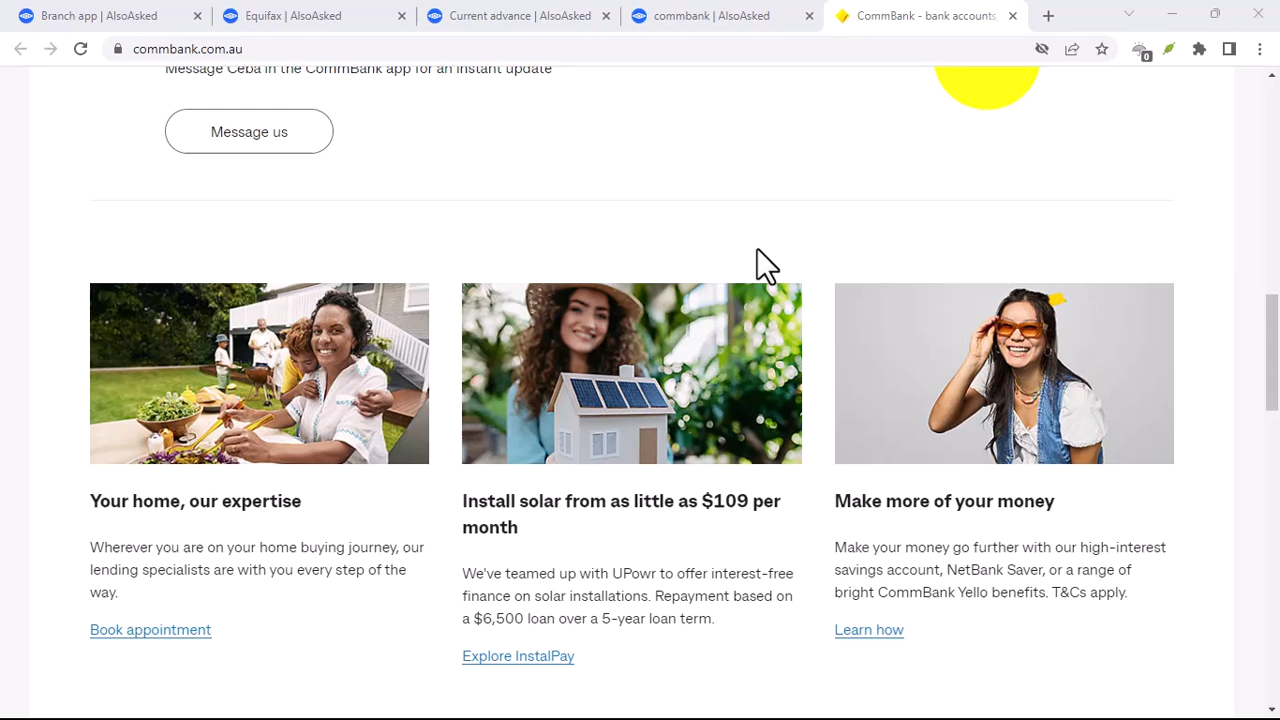 Branch app | AlsoAsked
Equifax | AlsoAsked
Current advance | AlsoAsked
commbank | AlsoAsked
CommBank - bank accounts,
commbank.com.au
0
Message Ceba in the CommBank app for an instant update
Message us
Your home, our expertise
Wherever you are on your home buying journey, our
lending specialists are with you every step of the
way.
Book appointment
Install solar from as little as $109 per
month
We've teamed up with UPowr to offer interest-free
finance on solar installations. Repayment based on
a $6,500 loan over a 5-year loan term.
Explore InstalPay
Make more of your money
Make your money go further with our high-interest
savings account, NetBank Saver, or a range of
bright CommBank Yello benefits. T&Cs apply.
Learn how